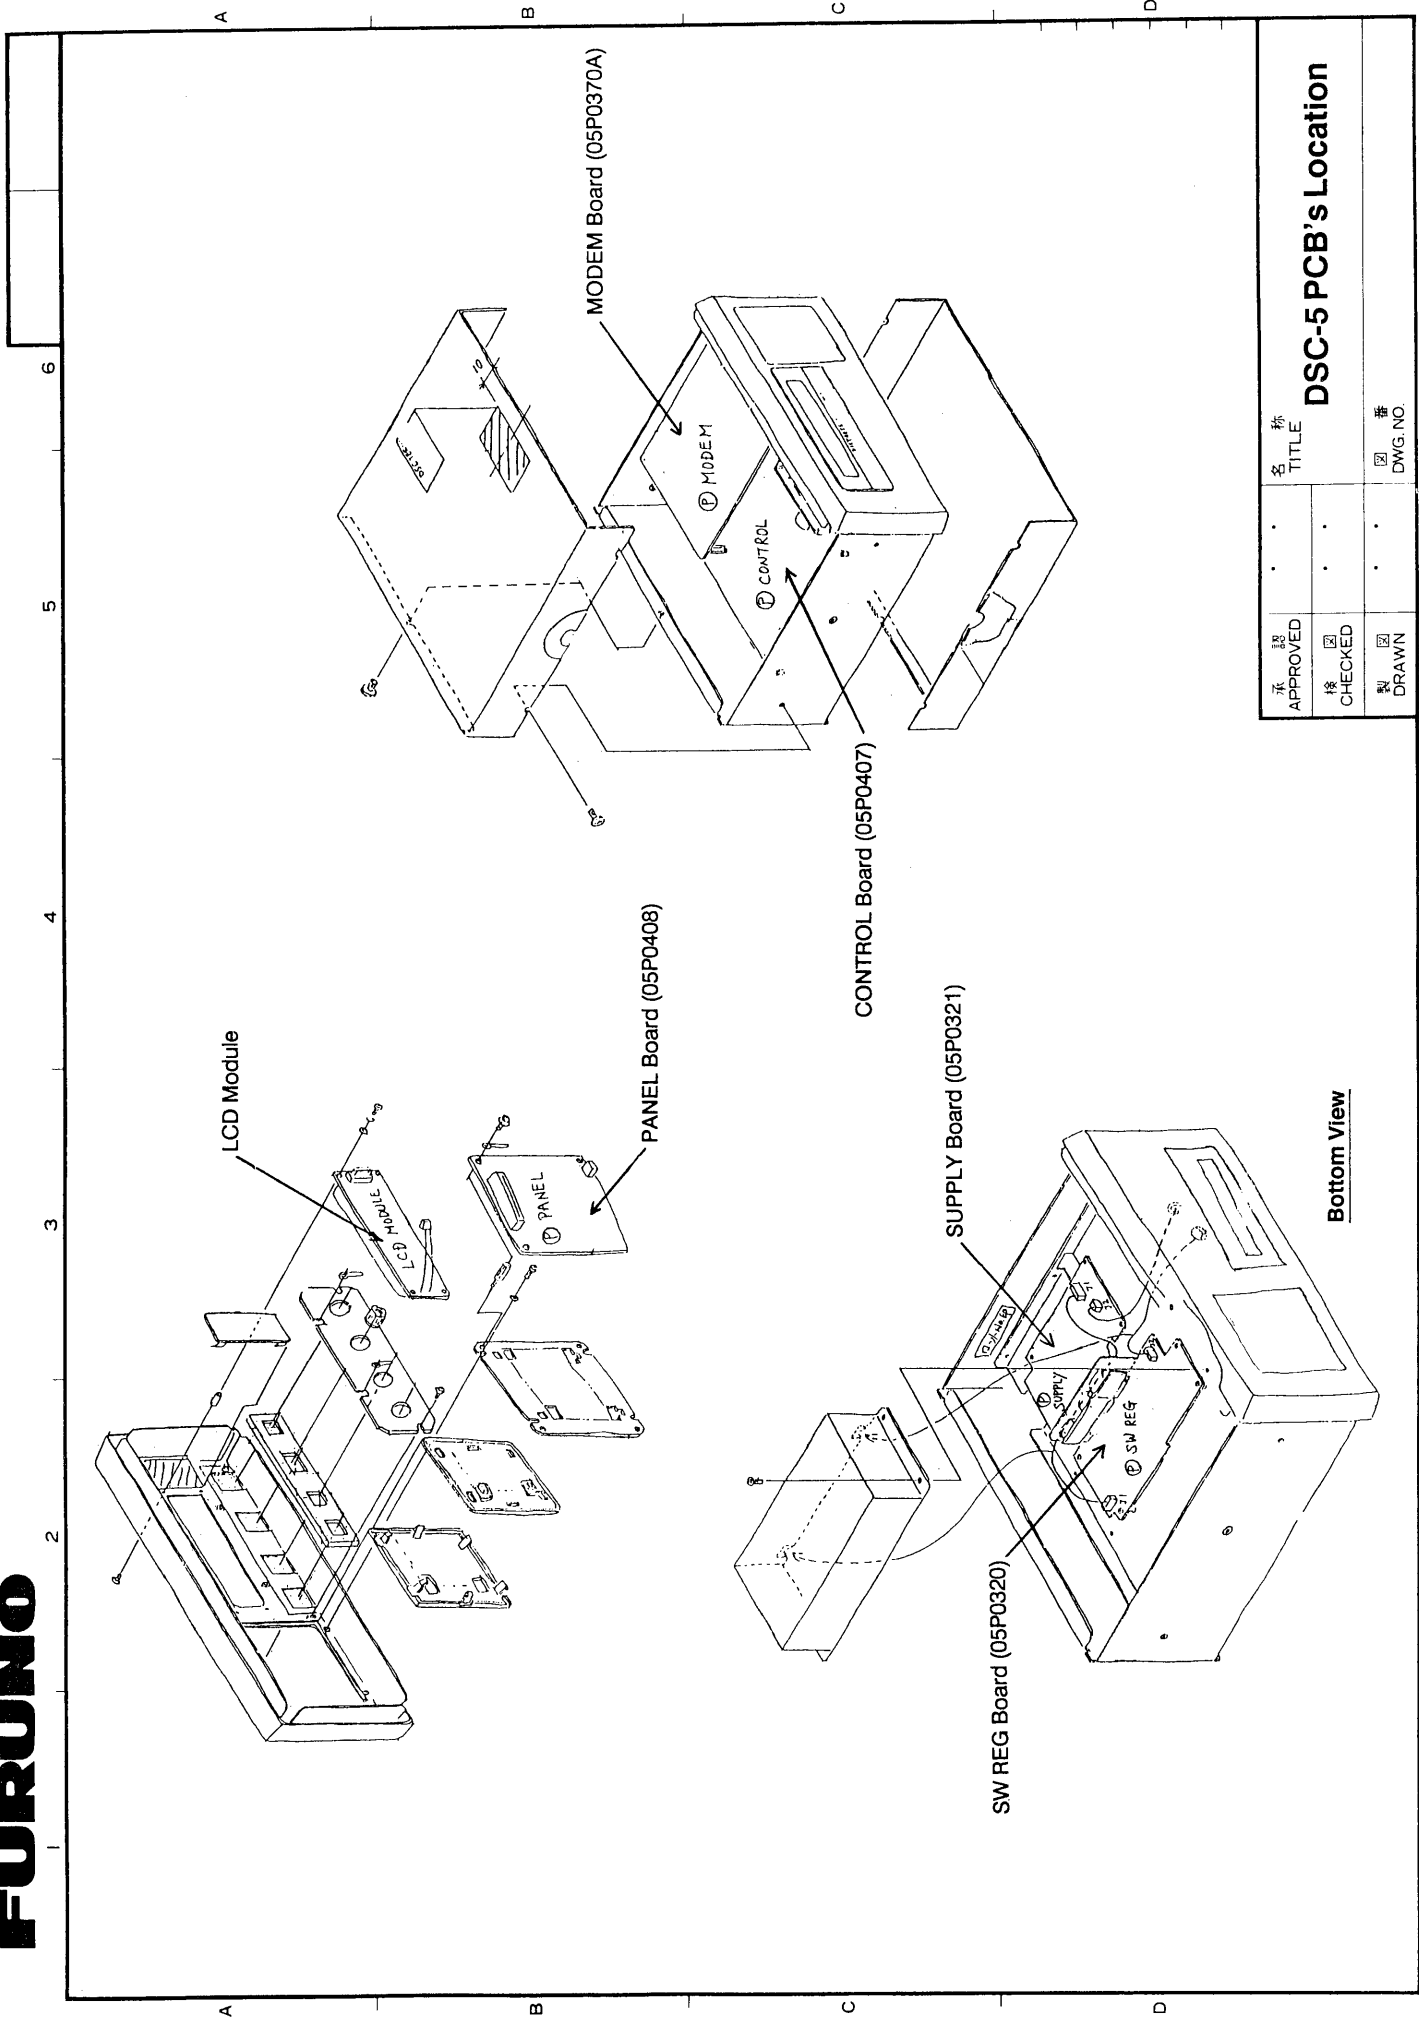 FURUNO
1
2
3
4
5
6
A
B
C
D
A
B
C
D
LCD Module
LCD MODULE
PANEL Board (05P0408)
Ⓟ PANEL
MODEM Board (05P0370A)
10
Ⓟ MODEM
Ⓟ CONTROL
CONTROL Board (05P0407)
SUPPLY Board (05P0321)
Ⓟ SUPPLY
Ⓟ SW REG
J1
SW REG Board (05P0320)
Bottom View
承 認
APPROVED
検 図
CHECKED
製 図
DRAWN
名 称
TITLE
DSC-5 PCB's Location
図 番
DWG.NO.